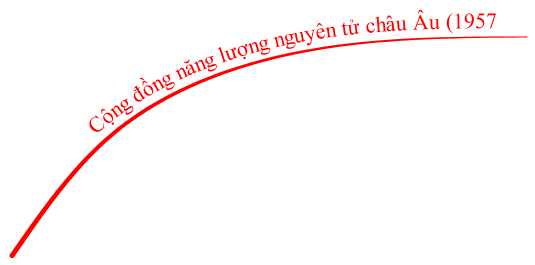 Cộng đồng năng lượng nguyên tử châu Âu (1957